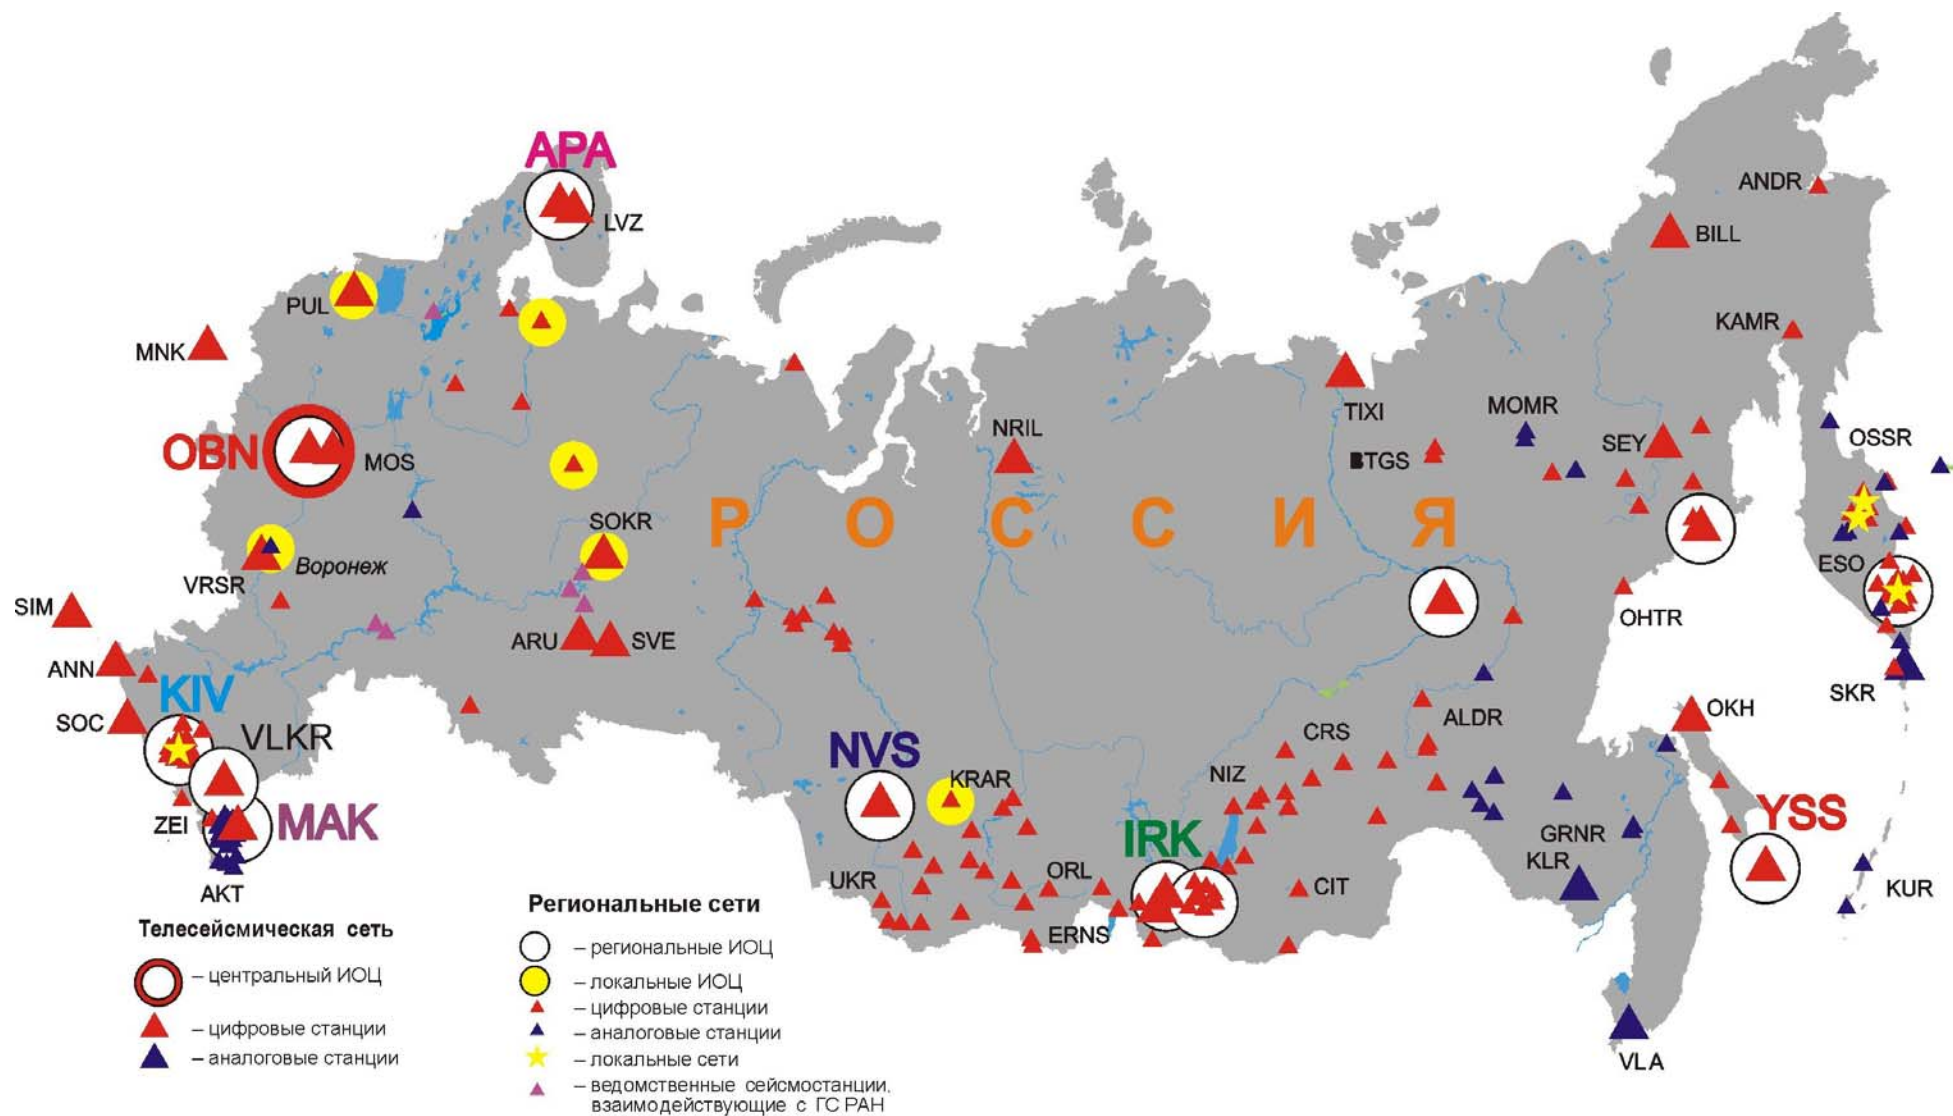 APA
LVZ
ANDR
BILL
PUL
KAMR
MNK
TIXI
MOMR
NRIL
OSSR
OBN
MOS
BTGS
SEY
SOKR
РОССИЯ
VRSR
Воронеж
ESO
SIM
OHTR
ARU
SVE
ANN
KIV
SKR
SOC
VLKR
ALDR
OKH
CRS
NVS
KRAR
NIZ
ZEI
MAK
IRK
GRNR
YSS
KLR
UKR
ORL
CIT
KUR
AKT
ERNS
VLA
Телесейсмическая сеть
– центральный ИОЦ
– цифровые станции
– аналоговые станции
Региональные сети
– региональные ИОЦ
– локальные ИОЦ
– цифровые станции
– аналоговые станции
– локальные сети
– ведомственные сейсмостанции,
взаимодействующие с ГС РАН